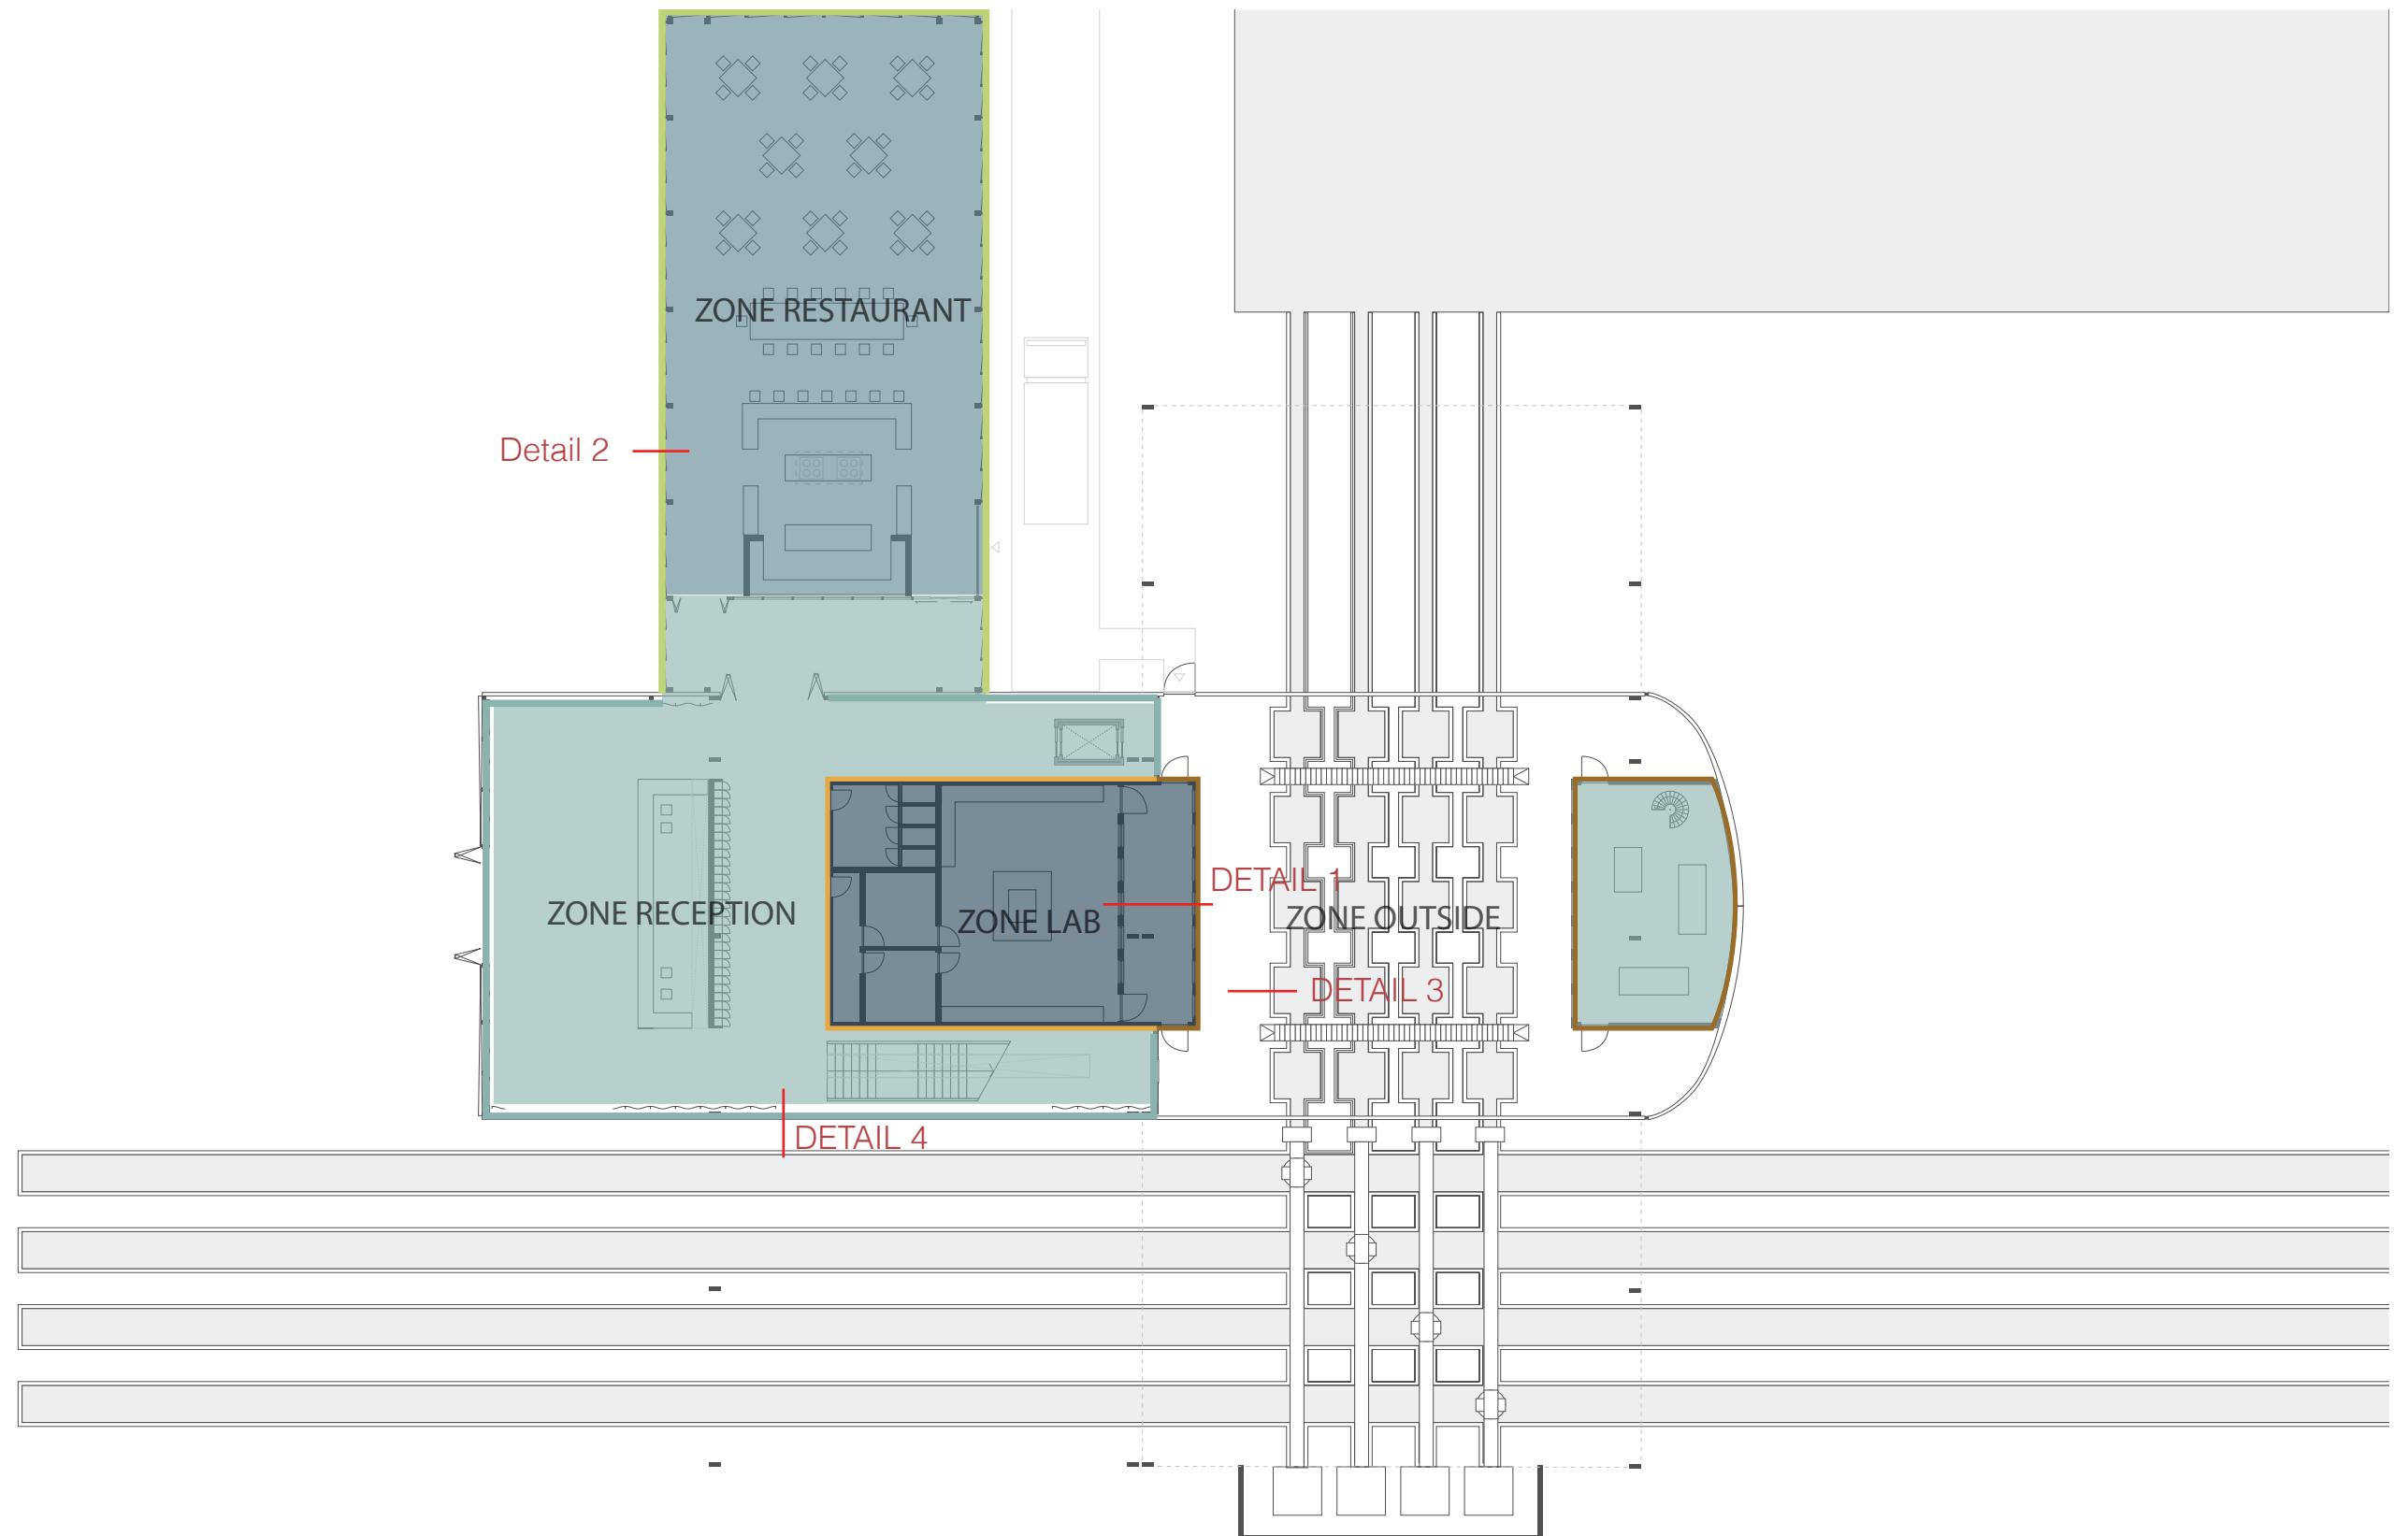 ZONE RESTAURANT
Detail 2
DETAIL 1
ZONE RECEPTION
ZONE LAB
ZONE OUTSIDE
DETAIL 3
DETAIL 4